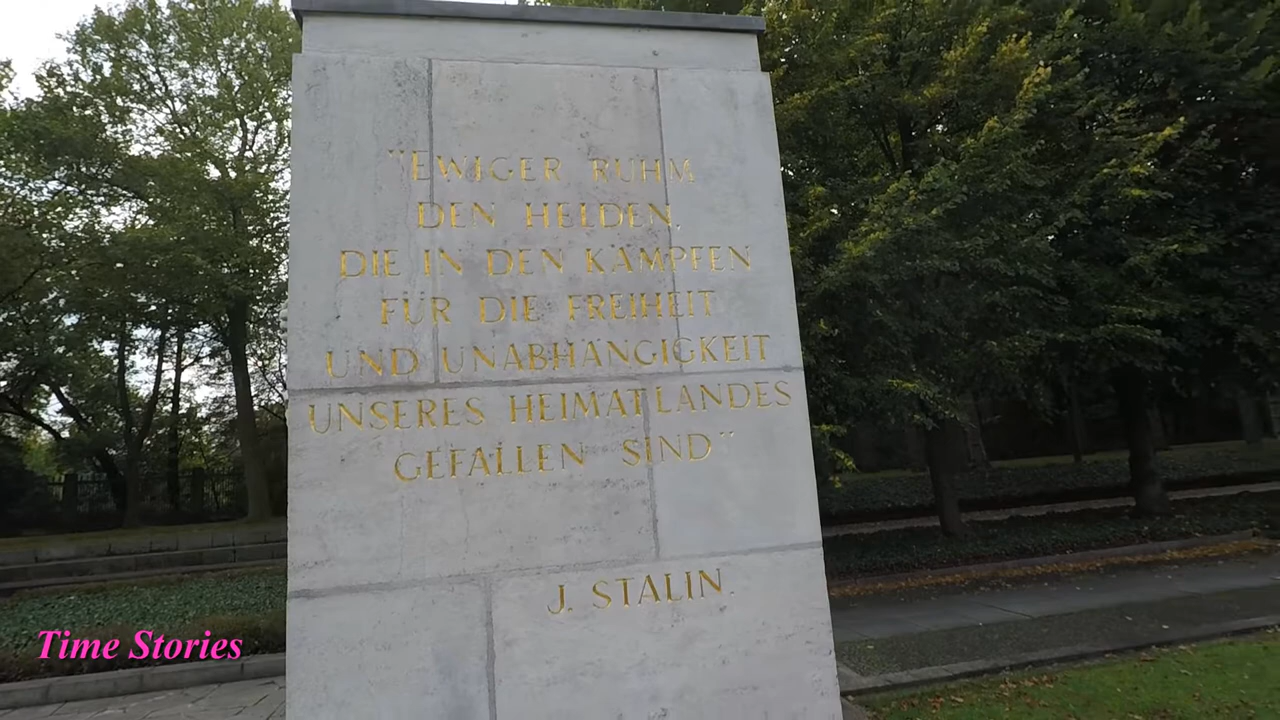 "EWIGER RUHM
DEN HELDEN,
DIE IN DEN KÄMPFEN
FÜR DIE FREIHEIT
UND UNABHÄNGIGKEIT
UNSERES HEIMATLANDES
GEFALLEN SIND"
J. STALIN.
Time Stories